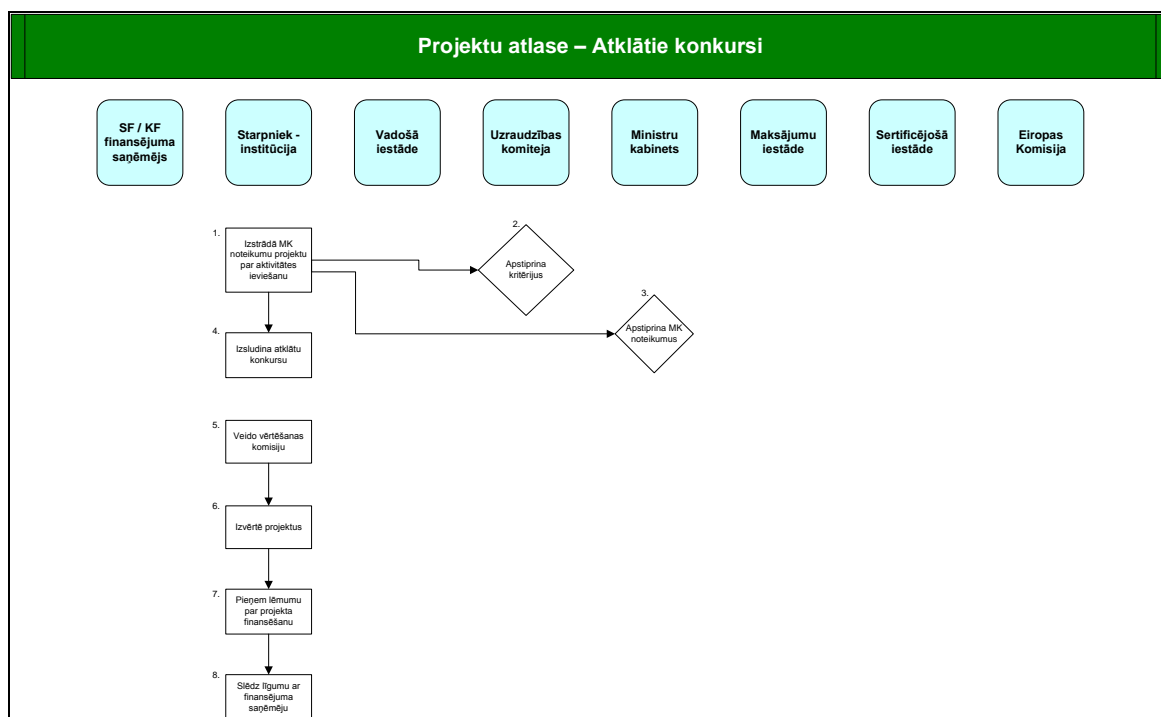 Projektu atlase – Atklātie konkursi
SF / KF
finansējuma
saņēmējs
Starpniek -
institūcija
Vadošā
iestāde
Uzraudzības
komiteja
Ministru
kabinets
Maksājumu
iestāde
Sertificējošā
iestāde
Eiropas
Komisija
1.
Izstrādā MK
noteikumu projektu
par aktivitātes
ieviešanu
2.
Apstiprina
kritērijus
3.
Apstiprina MK
noteikumus
4.
Izsludina atklātu
konkursu
5.
Veido vērtēšanas
komisiju
6.
Izvērtē projektus
7.
Pieņem lēmumu
par projekta
finansēšanu
8.
Slēdz līgumu ar
finansējuma
saņēmēju